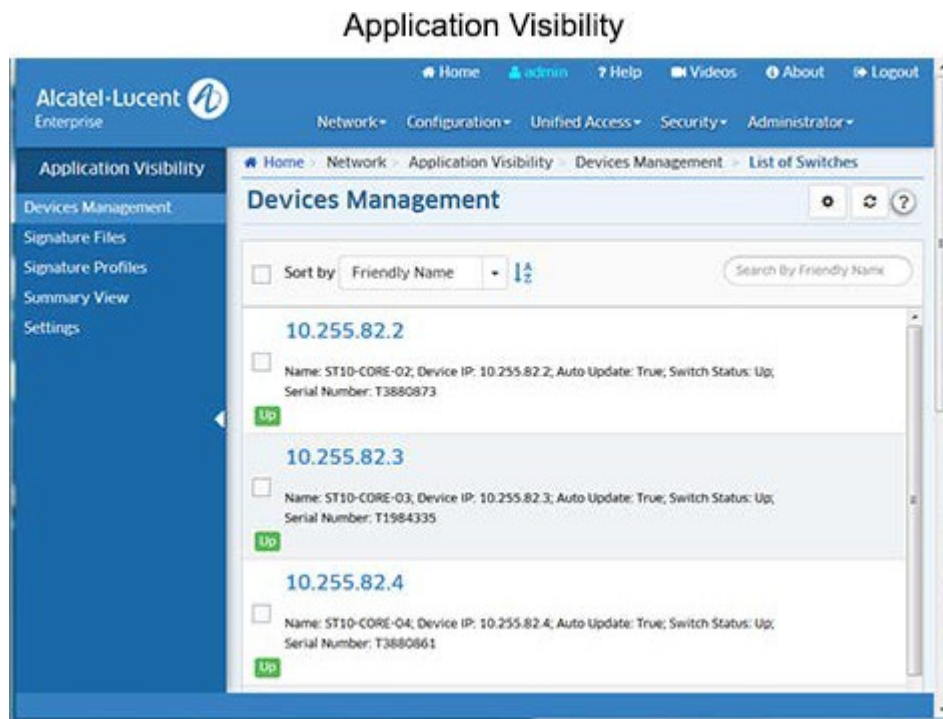 Application Visibility
Home admin ? Help Videos About Logout
Alcatel·Lucent
Enterprise
Network Configuration Unified Access Security Administrator
Application Visibility
Home > Network > Application Visibility > Devices Management > List of Switches
Devices Management
Devices Management
?
Signature Files
Signature Profiles
Summary View
Settings
Sort by Friendly Name
A
Z
Search By Friendly Name
10.255.82.2
Name: ST10-CORE-02; Device IP: 10.255.82.2; Auto Update: True; Switch Status: Up;
Serial Number: T3880873
Up
10.255.82.3
Name: ST10-CORE-03; Device IP: 10.255.82.3; Auto Update: True; Switch Status: Up;
Serial Number: T1984335
Up
10.255.82.4
Name: ST10-CORE-04; Device IP: 10.255.82.4; Auto Update: True; Switch Status: Up;
Serial Number: T3880861
Up